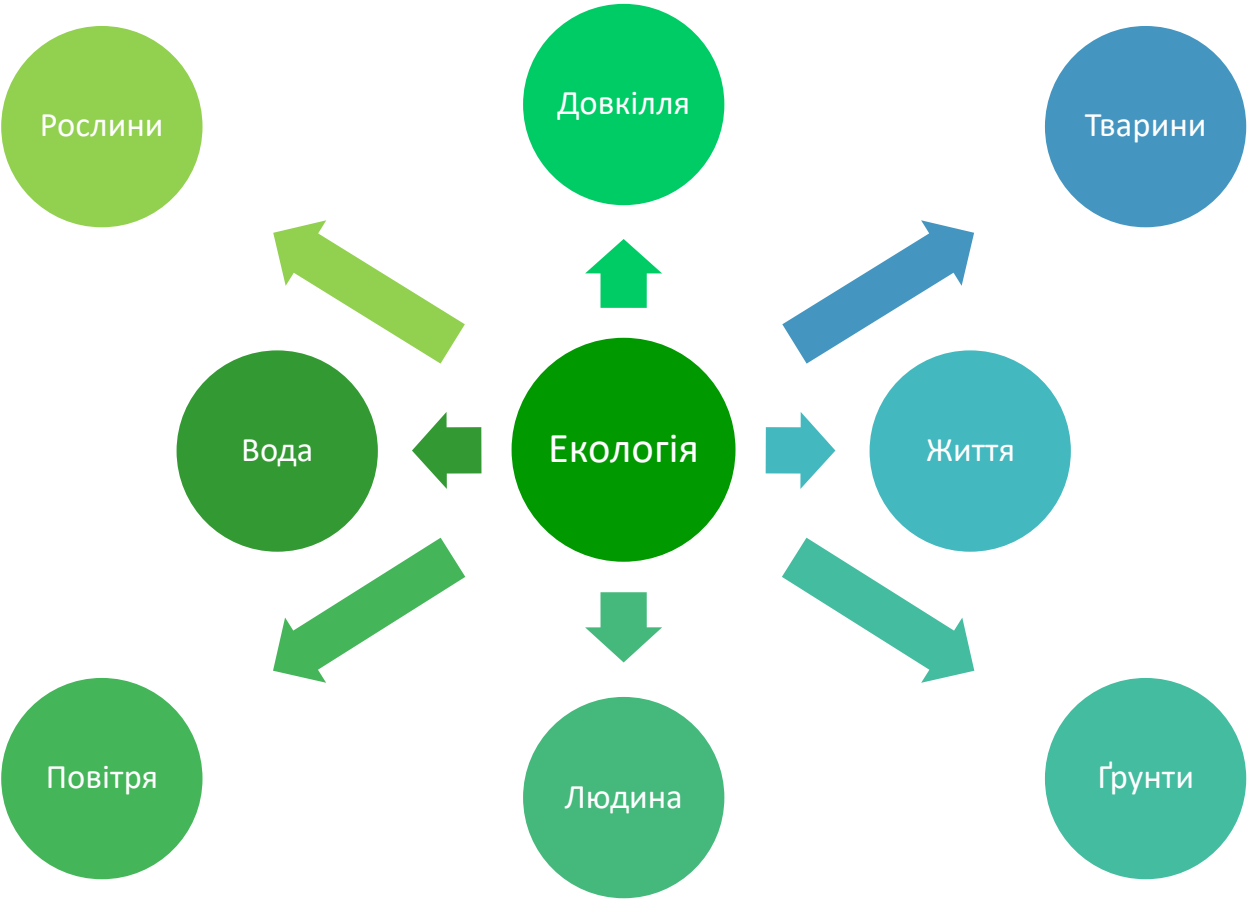 Рослини
Довкілля
Тварини
Вода
Екологія
Життя
Повітря
Людина
Ґрунти